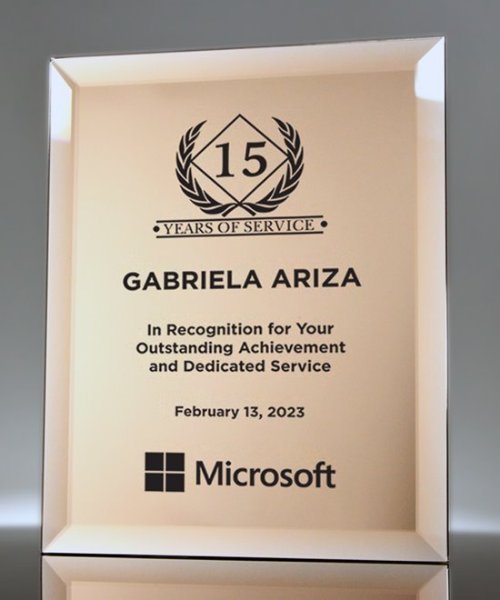 15
• YEARS OF SERVICE •
GABRIELA ARIZA
In Recognition for Your
Outstanding Achievement
and Dedicated Service
February 13, 2023
Microsoft